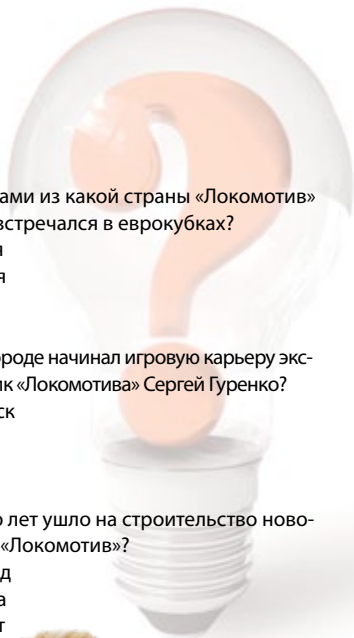 ами из какой страны «Локомотив»
встречался в еврокубках?
я
я
ороде начинал игровую карьеру экс-
ик «Локомотива» Сергей Гуренко?
ск
о лет ушло на строительство ново-
«Локомотив»?
д
а
т